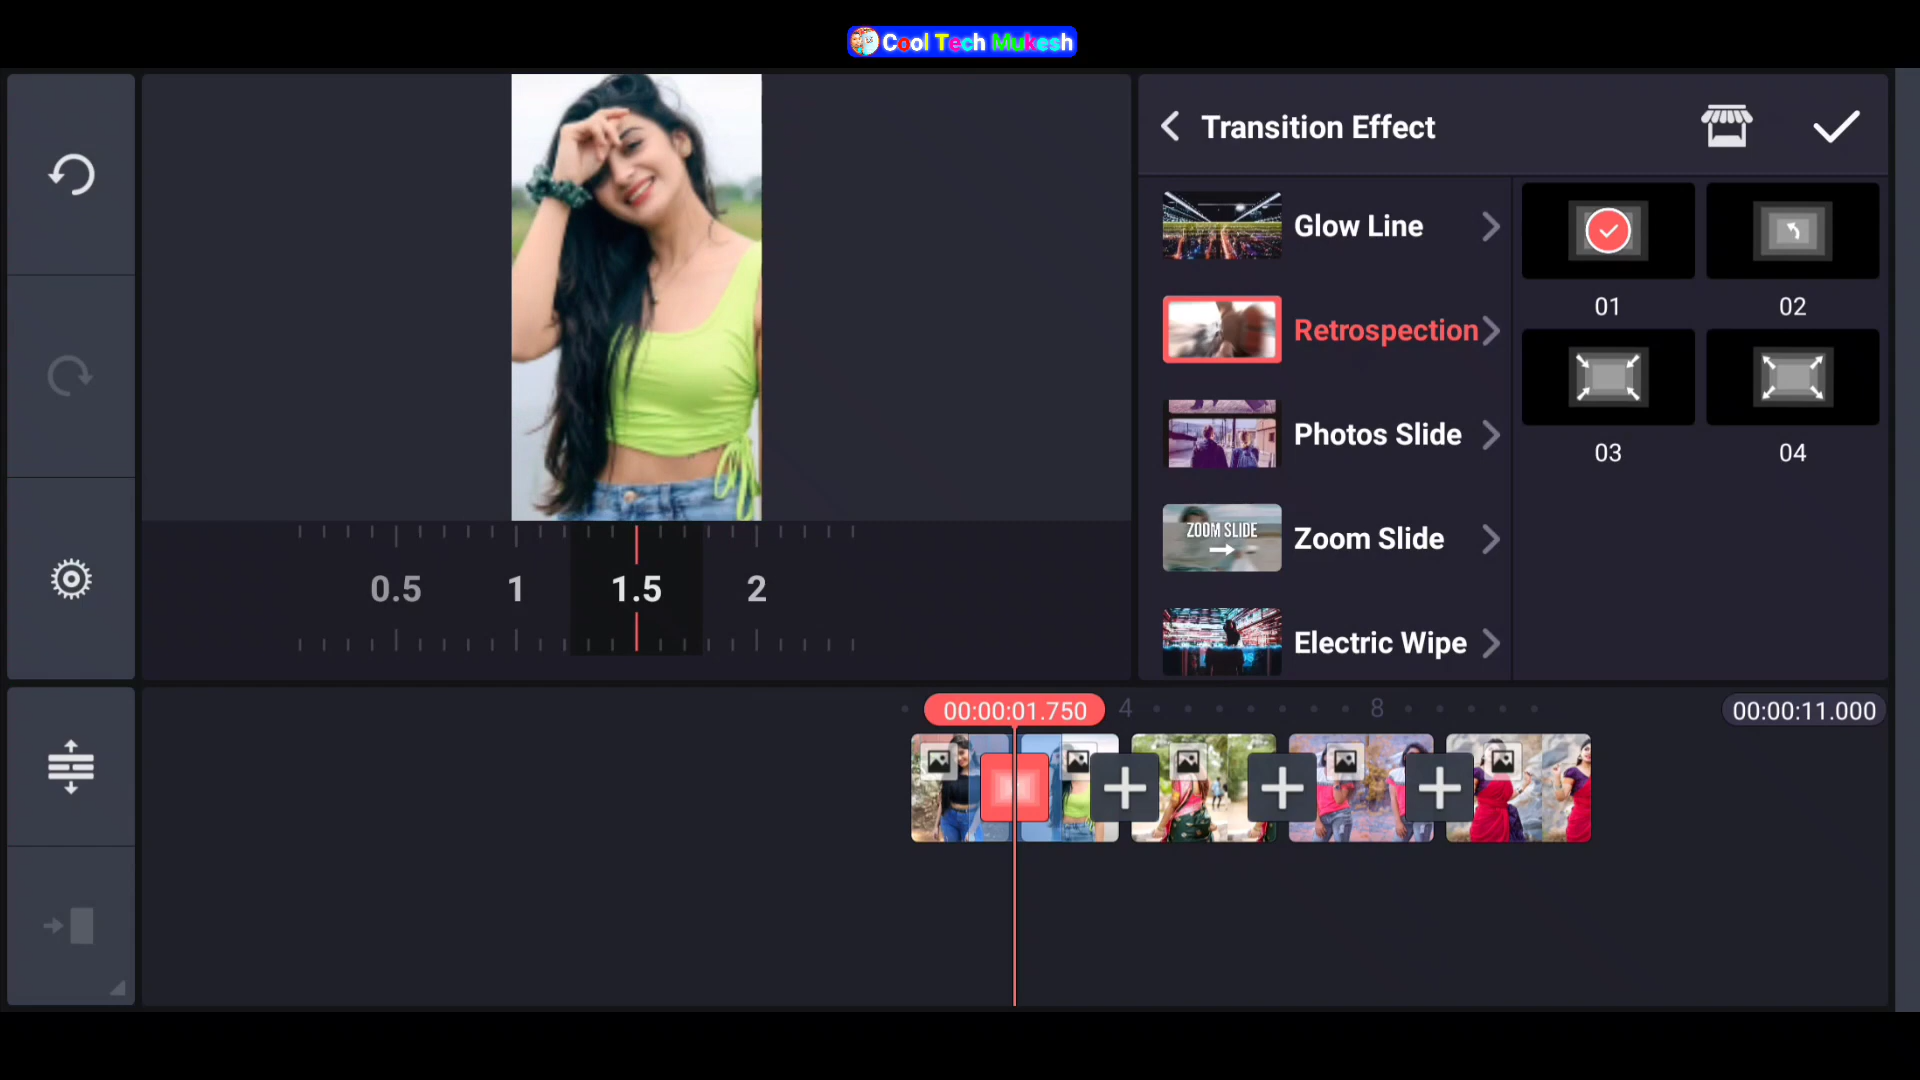 Cool Tech Mukesh
Transition Effect
Glow Line
Retrospection
Photos Slide
Zoom Slide
Electric Wipe
ZOOM SLIDE
01
02
03
04
0.5
1
1.5
2
00:00:01.750
4
8
00:00:11.000